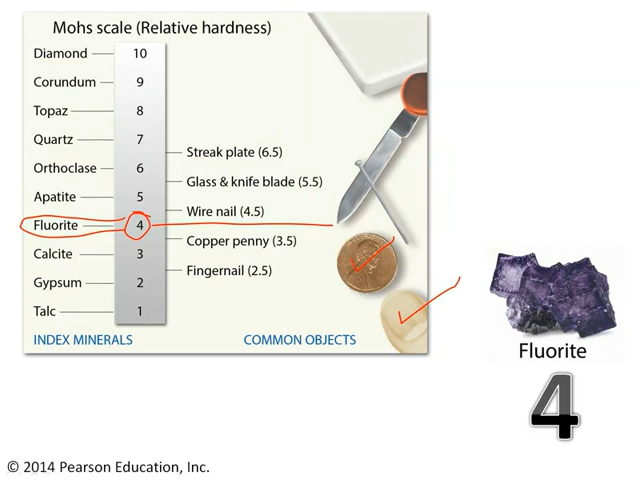 Mohs scale (Relative hardness)
Diamond 10
Corundum 9
Topaz 8
Quartz 7
Streak plate (6.5)
Orthoclase 6
Glass & knife blade (5.5)
Apatite 5
Wire nail (4.5)
Fluorite 4
Copper penny (3.5)
Calcite 3
Fingernail (2.5)
Gypsum 2
Talc 1
INDEX MINERALS COMMON OBJECTS
Fluorite
4
© 2014 Pearson Education, Inc.